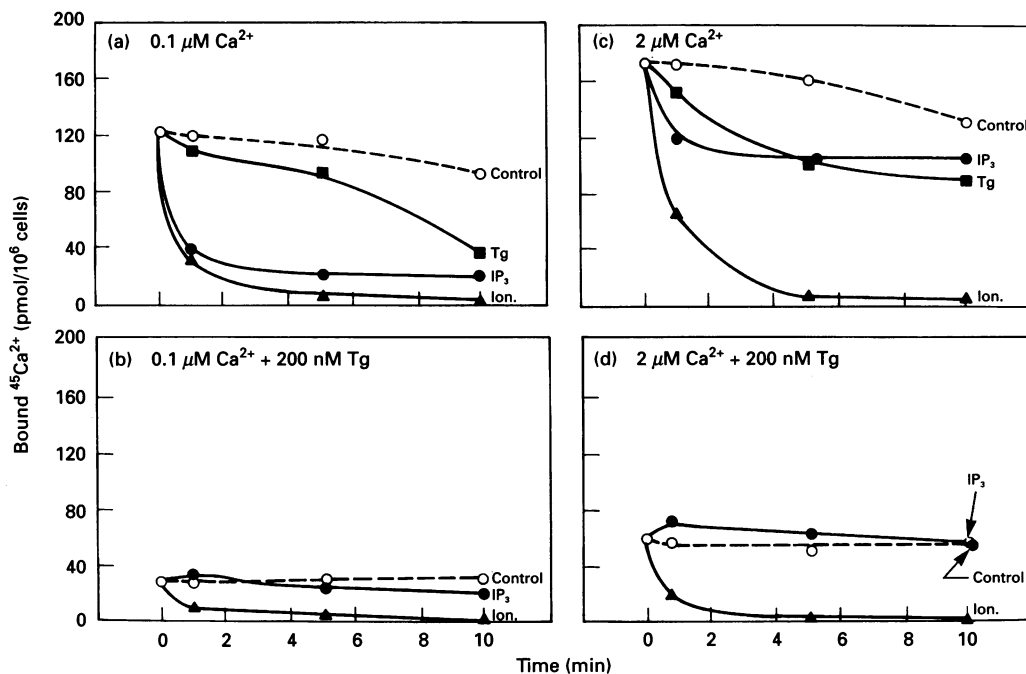 Bound ⁴⁵Ca²⁺ (pmol/10⁶ cells)
200
160
120
80
40
0
(a) 0.1 μM Ca²⁺
Control
Tg
IP₃
Ion.
(c) 2 μM Ca²⁺
Control
IP₃
Tg
Ion.
200
160
120
80
40
0
(b) 0.1 μM Ca²⁺ + 200 nM Tg
Control
IP₃
Ion.
0 2 4 6 8 10
(d) 2 μM Ca²⁺ + 200 nM Tg
IP₃
Control
Ion.
0 2 4 6 8 10
Time (min)